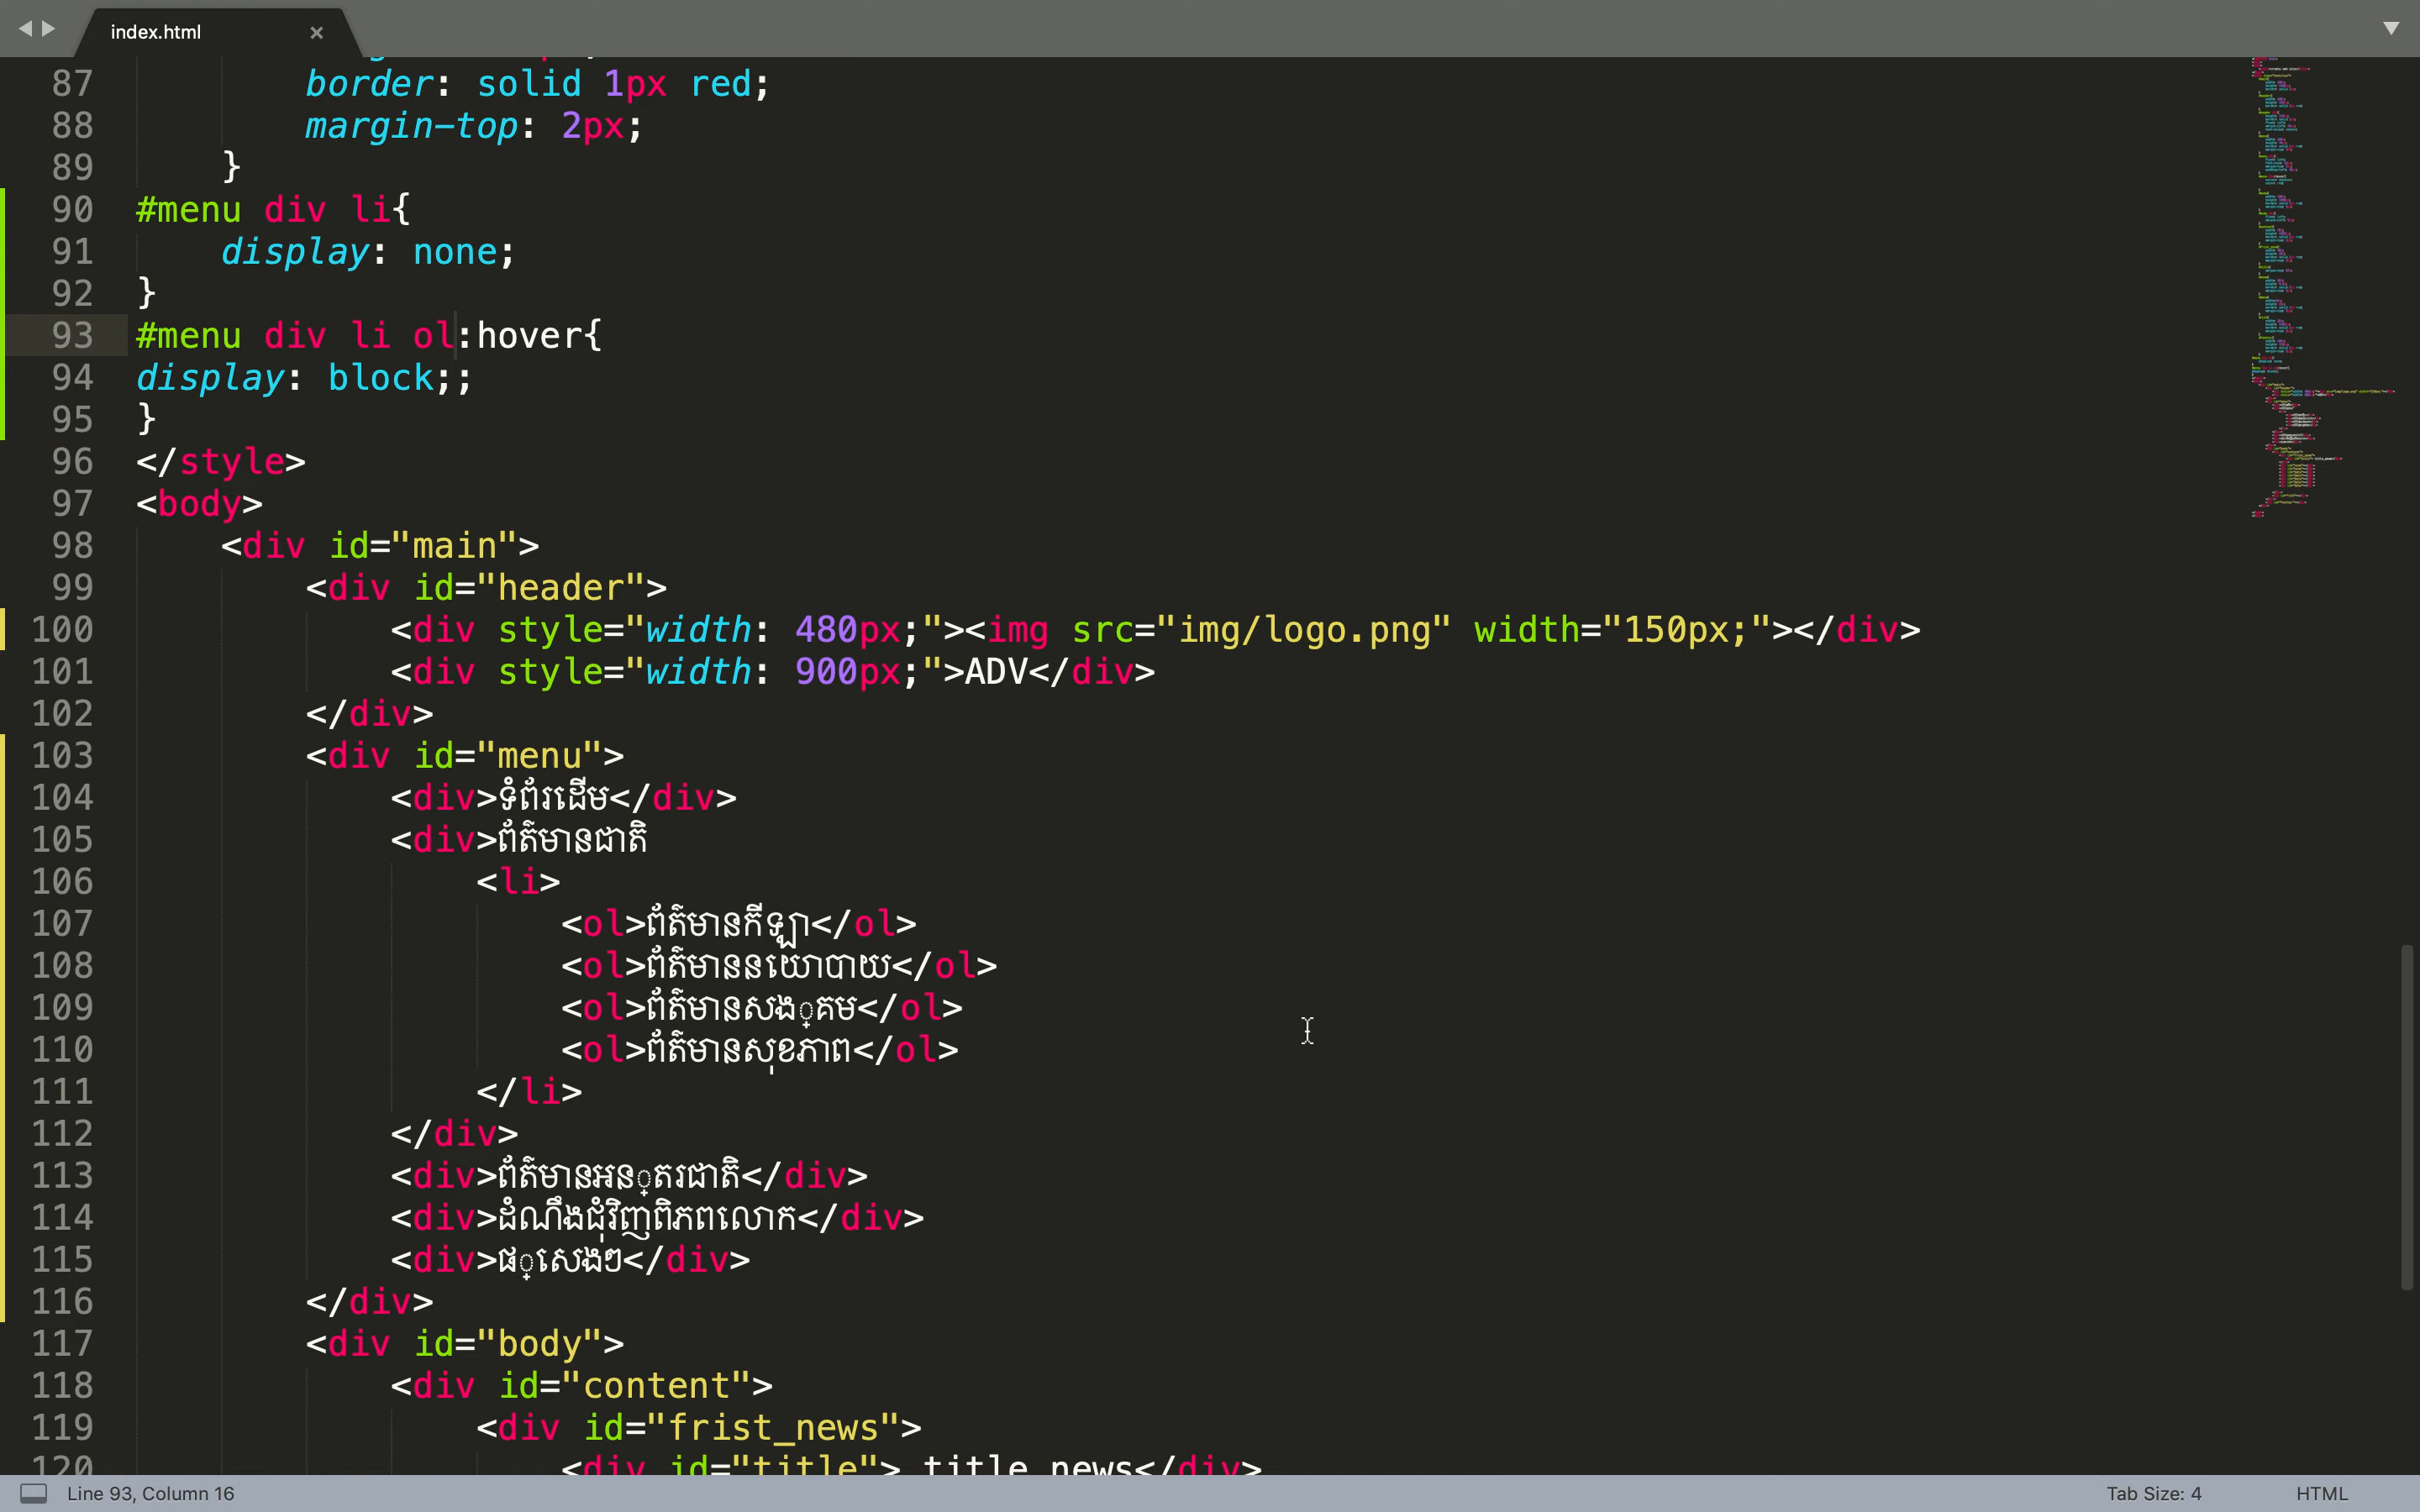 index.html
87 border: solid 1px red;
88 margin-top: 2px;
89 }
90 #menu div li{
91 display: none;
92 }
93 #menu div li ol:hover{
94 display: block;;
95 }
96 </style>
97 <body>
98 <div id="main">
99 <div id="header">
100 <div style="width: 480px;"><img src="img/logo.png" width="150px;"></div>
101 <div style="width: 900px;">ADV</div>
102 </div>
103 <div id="menu">
104 <div>ទំព័រដើម</div>
105 <div>ព័ត៌មានជាតិ
106 <li>
107 <ol>ព័ត៌មានកីឡា</ol>
108 <ol>ព័ត៌មាននយោបាយ</ol>
109 <ol>ព័ត៌មានសង្គម</ol>
110 <ol>ព័ត៌មានសុខភាព</ol>
111 </li>
112 </div>
113 <div>ព័ត៌មានអន្តរជាតិ</div>
114 <div>ដំណឹងជុំវិញពិភពលោក</div>
115 <div>ផ្សេងៗ</div>
116 </div>
117 <div id="body">
118 <div id="content">
119 <div id="frist_news">
120 <div id="title"> title news</div>
Line 93, Column 16
Tab Size: 4
HTML